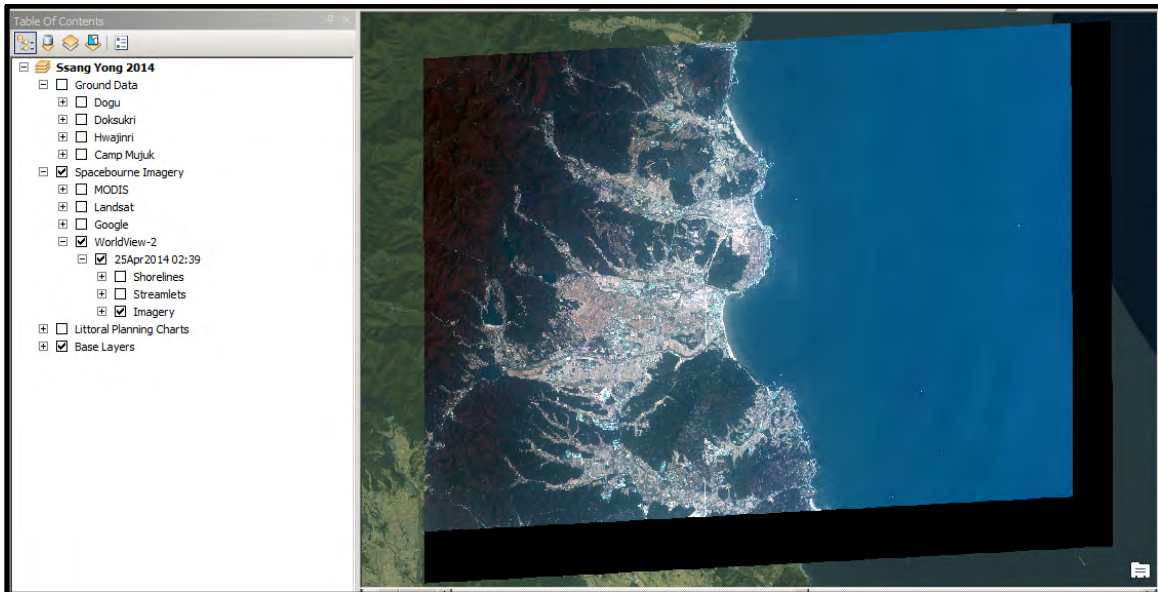 Table Of Contents
Ssang Yong 2014
Ground Data
Dogu
Doksukri
Hwajinri
Camp Mujuk
Spacebourne Imagery
MODIS
Landsat
Google
WorldView-2
25Apr2014 02:39
Shorelines
Streamlets
Imagery
Littoral Planning Charts
Base Layers